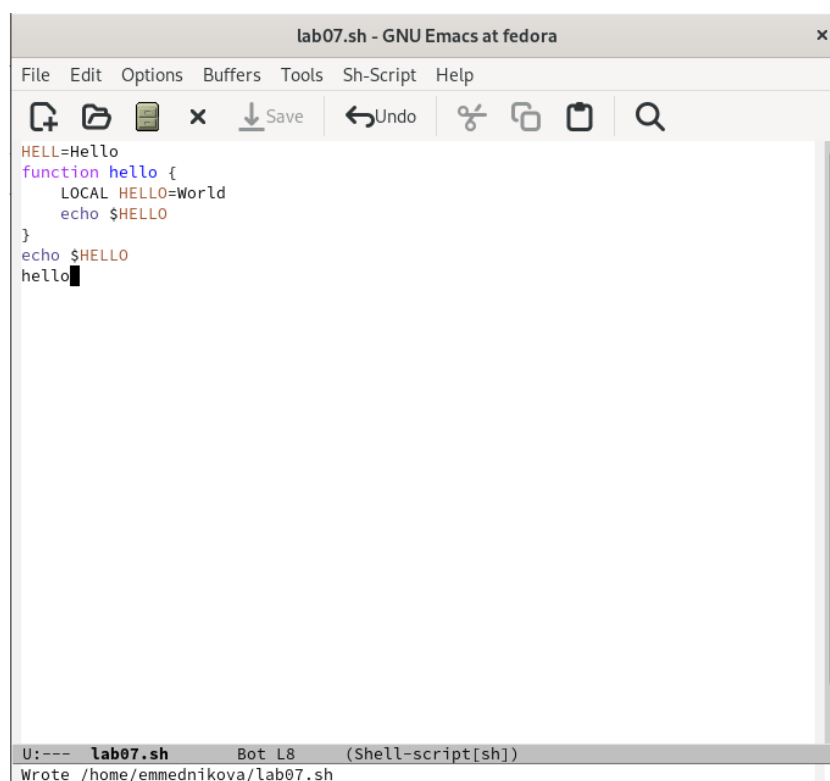 lab07.sh - GNU Emacs at fedora ×
File Edit Options Buffers Tools Sh-Script Help
Save Undo
HELL=Hello
function hello {
    LOCAL HELLO=World
    echo $HELLO
}
echo $HELLO
hello
U:--- lab07.sh Bot L8 (Shell-script[sh])
Wrote /home/emmednikova/lab07.sh